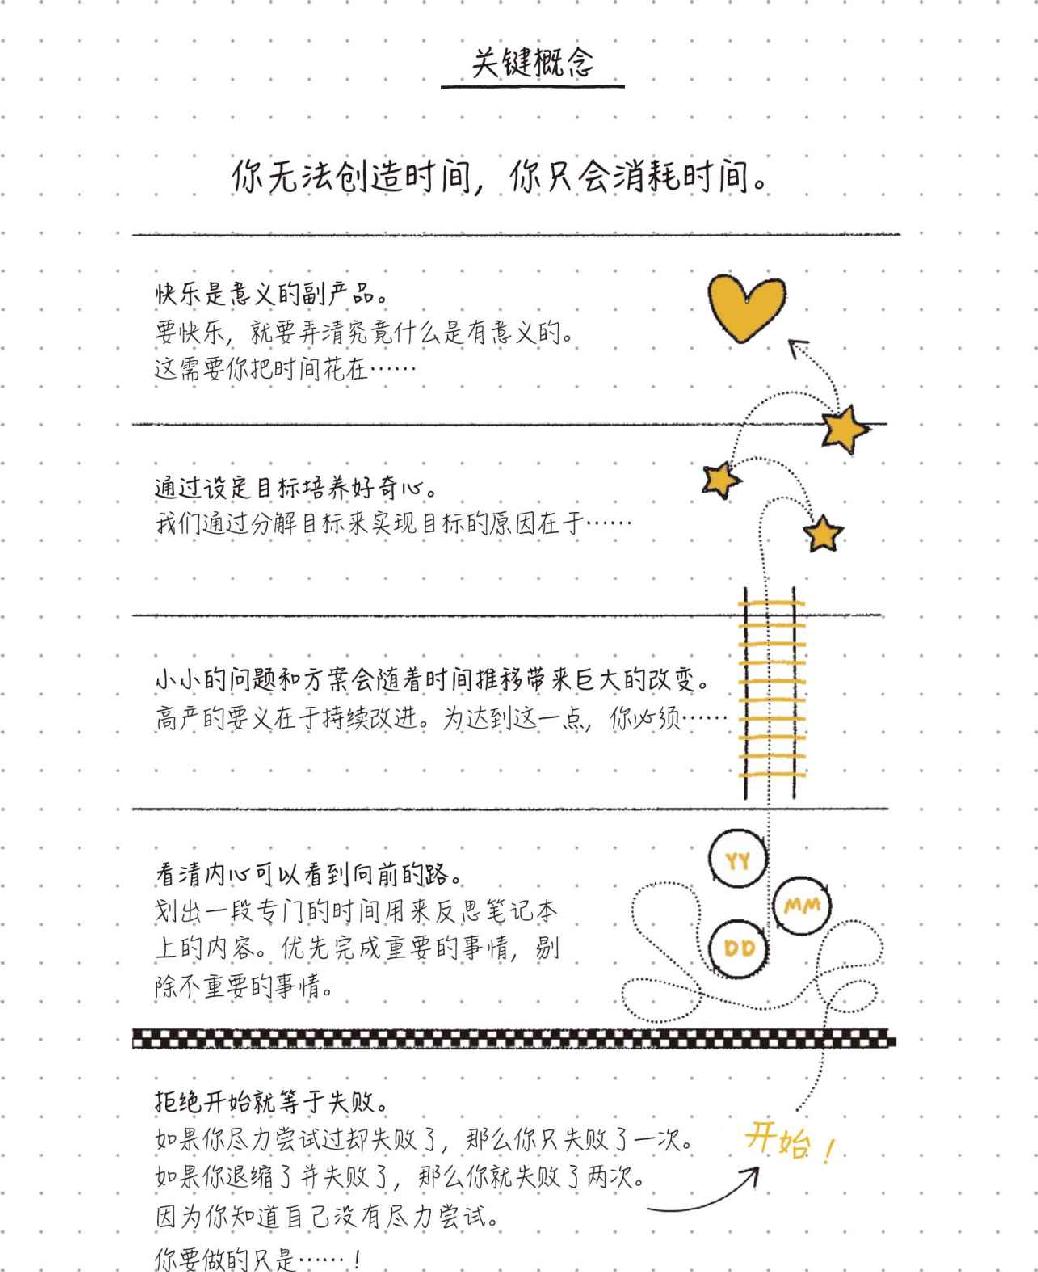 关键概念
你无法创造时间，你只会消耗时间。
快乐是意义的副产品。
要快乐，就要弄清究竟什么是有意义的。
这需要你把时间花在……
通过设定目标培养好奇心。
我们通过分解目标来实现目标的原因在于……
小小的问题和方案会随着时间推移带来巨大的改变。
高产的要义在于持续改进。为达到这一点，你必须……
看清内心可以看到向前的路。
划出一段专门的时间用来反思笔记本
上的内容。优先完成重要的事情，剔
除不重要的事情。
YY
MM
DD
拒绝开始就等于失败。
如果你尽力尝试过却失败了，那么你只失败了一次。
如果你退缩了并失败了，那么你就失败了两次。
因为你知道自己没有尽力尝试。
你要做的只是……！
开始！